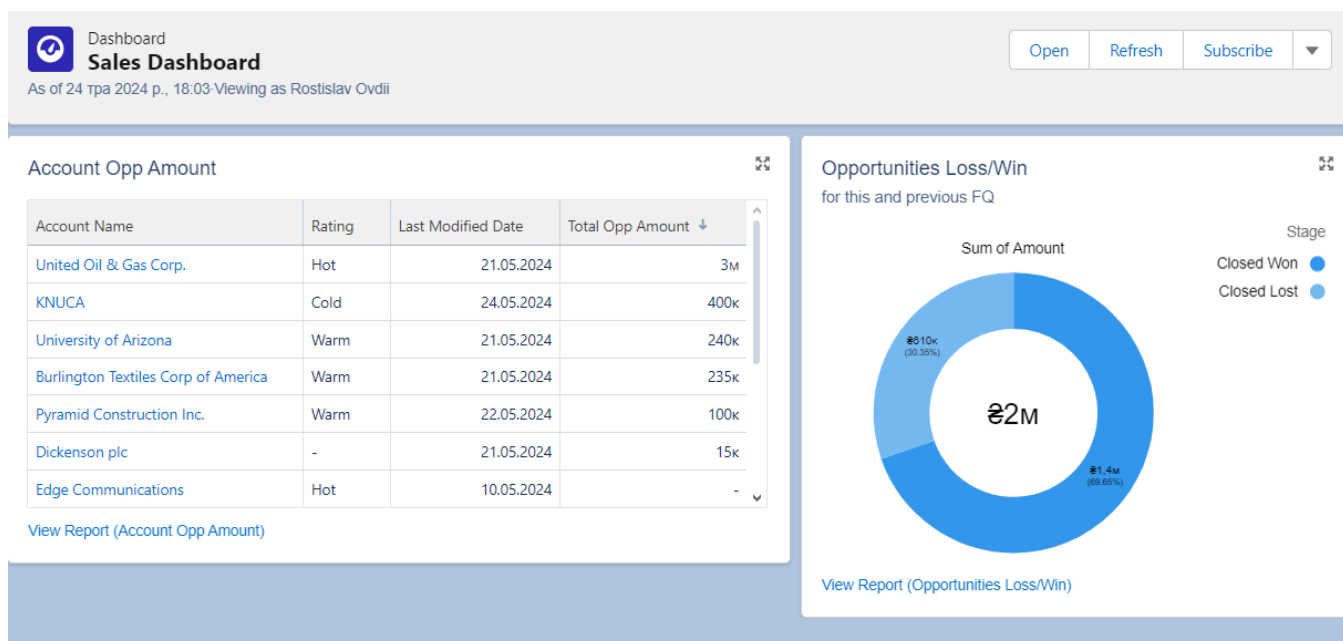 Dashboard
Sales Dashboard
Open Refresh Subscribe
As of 24 тра 2024 р., 18:03·Viewing as Rostislav Ovdii
Account Opp Amount
Account Name Rating Last Modified Date Total Opp Amount ↓
United Oil & Gas Corp. Hot 21.05.2024 3м
KNUCA Cold 24.05.2024 400к
University of Arizona Warm 21.05.2024 240к
Burlington Textiles Corp of America Warm 21.05.2024 235к
Pyramid Construction Inc. Warm 22.05.2024 100к
Dickenson plc - 21.05.2024 15к
Edge Communications Hot 10.05.2024 -
View Report (Account Opp Amount)
Opportunities Loss/Win
for this and previous FQ
Stage
Closed Won
Closed Lost
Sum of Amount
₴610к
(30.35%)
₴2м
₴1,4м
(69.65%)
View Report (Opportunities Loss/Win)